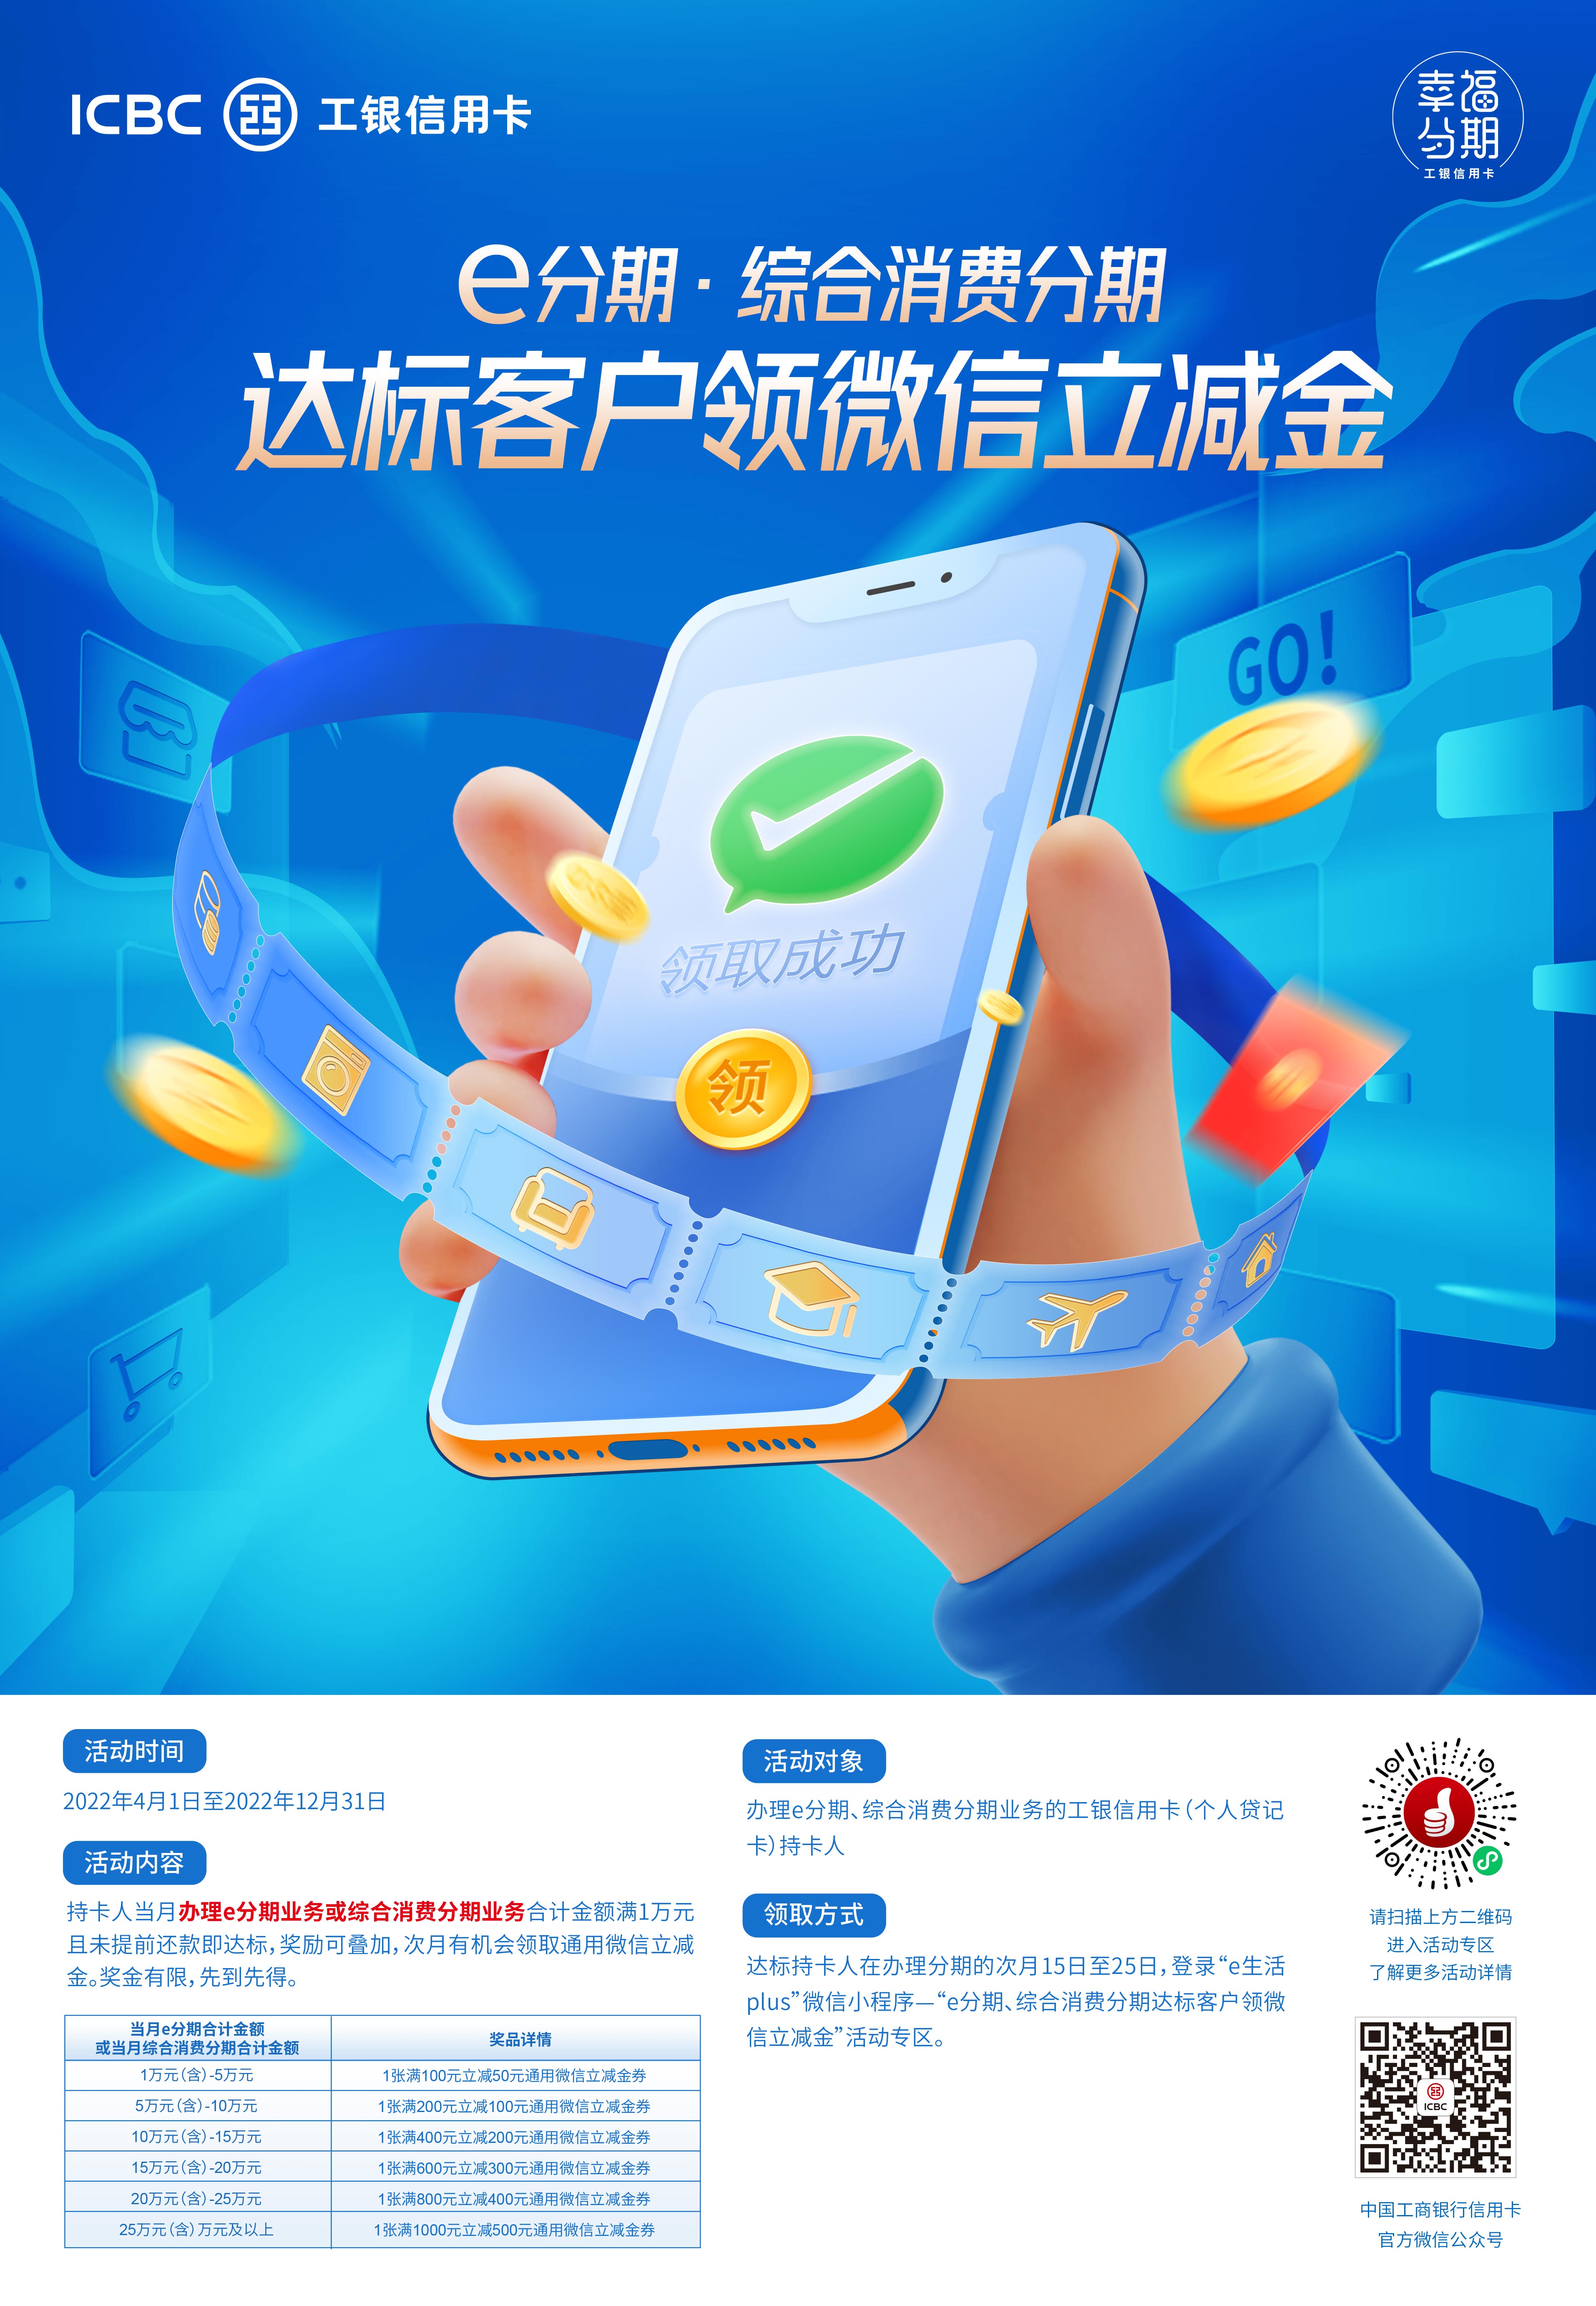 ICBC 工银信用卡
幸福
分期
工银信用卡
e分期·综合消费分期
达标客户领微信立减金
GO!
领取成功
领
活动时间
2022年4月1日至2022年12月31日
活动内容
持卡人当月办理e分期业务或综合消费分期业务合计金额满1万元
且未提前还款即达标，奖励可叠加，次月有机会领取通用微信立减
金。奖金有限，先到先得。
当月e分期合计金额
或当月综合消费分期合计金额
奖品详情
1万元（含）-5万元 1张满100元立减50元通用微信立减金券
5万元（含）-10万元 1张满200元立减100元通用微信立减金券
10万元（含）-15万元 1张满400元立减200元通用微信立减金券
15万元（含）-20万元 1张满600元立减300元通用微信立减金券
20万元（含）-25万元 1张满800元立减400元通用微信立减金券
25万元（含）万元及以上 1张满1000元立减500元通用微信立减金券
活动对象
办理e分期、综合消费分期业务的工银信用卡（个人贷记
卡）持卡人
领取方式
达标持卡人在办理分期的次月15日至25日，登录“e生活
plus”微信小程序—“e分期、综合消费分期达标客户领微
信立减金”活动专区。
请扫描上方二维码
进入活动专区
了解更多活动详情
ICBC
中国工商银行信用卡
官方微信公众号